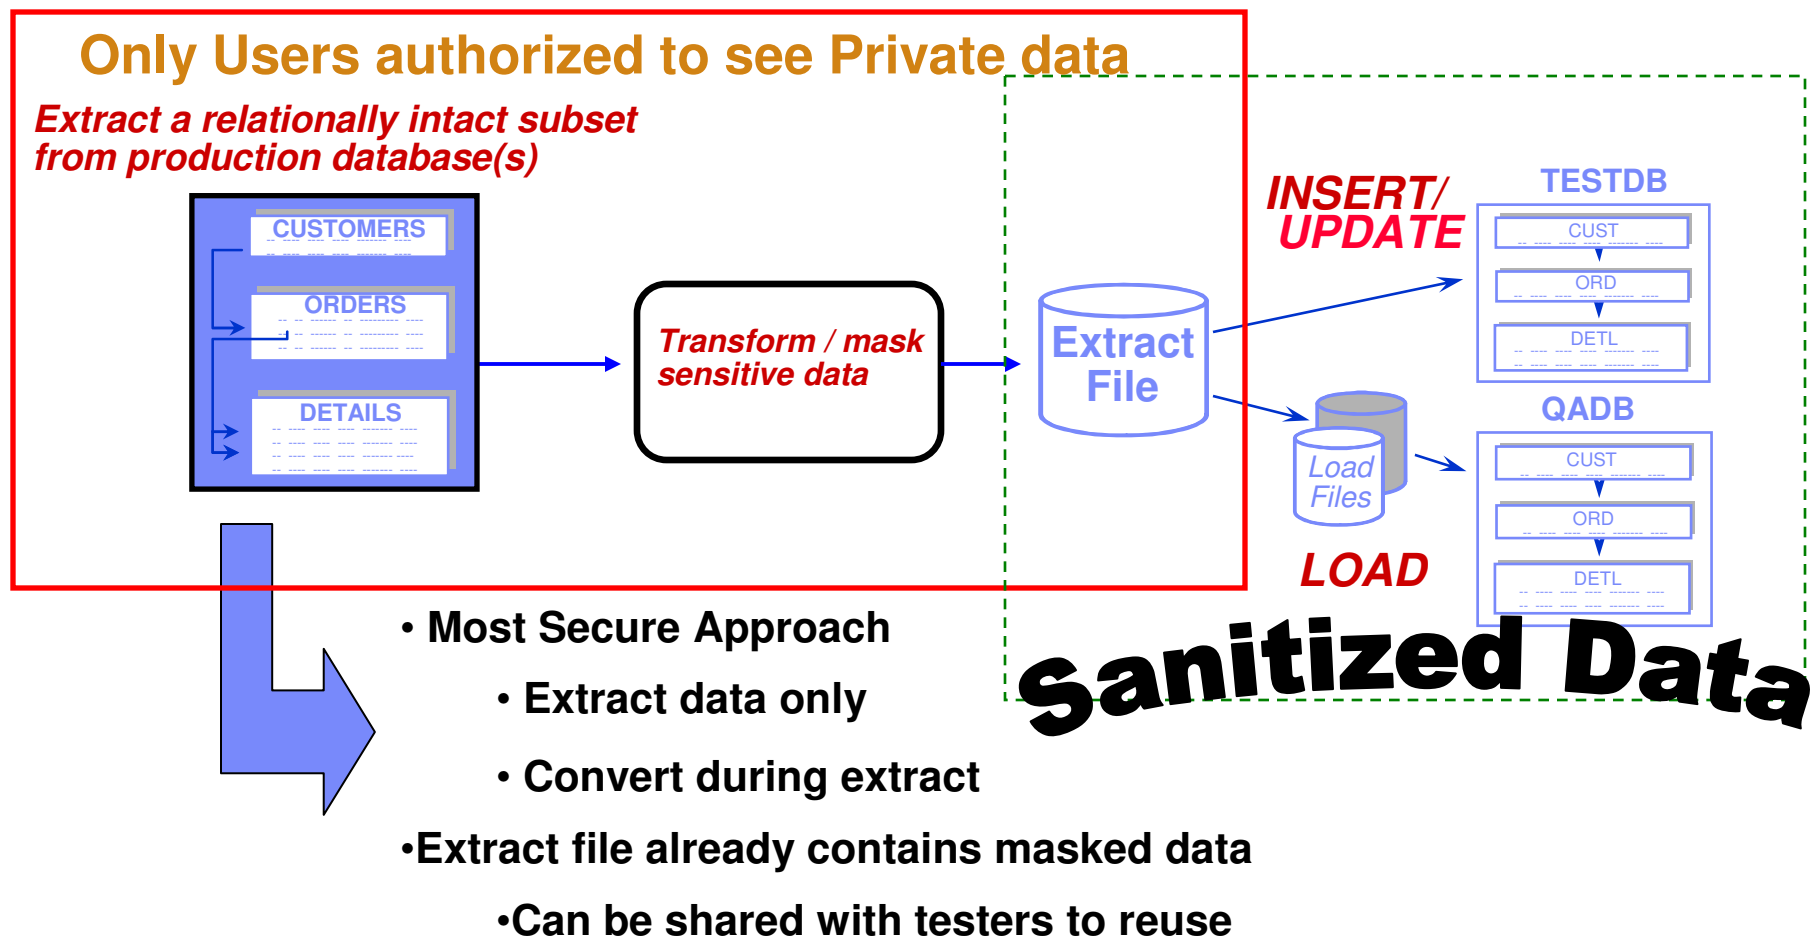 Only Users authorized to see Private data
Extract a relationally intact subset
from production database(s)
CUSTOMERS
ORDERS
DETAILS
Transform / mask
sensitive data
Extract
File
INSERT/
UPDATE
TESTDB
CUST
ORD
DETL
Load
Files
LOAD
QADB
CUST
ORD
DETL
Sanitized Data
• Most Secure Approach
• Extract data only
• Convert during extract
•Extract file already contains masked data
•Can be shared with testers to reuse